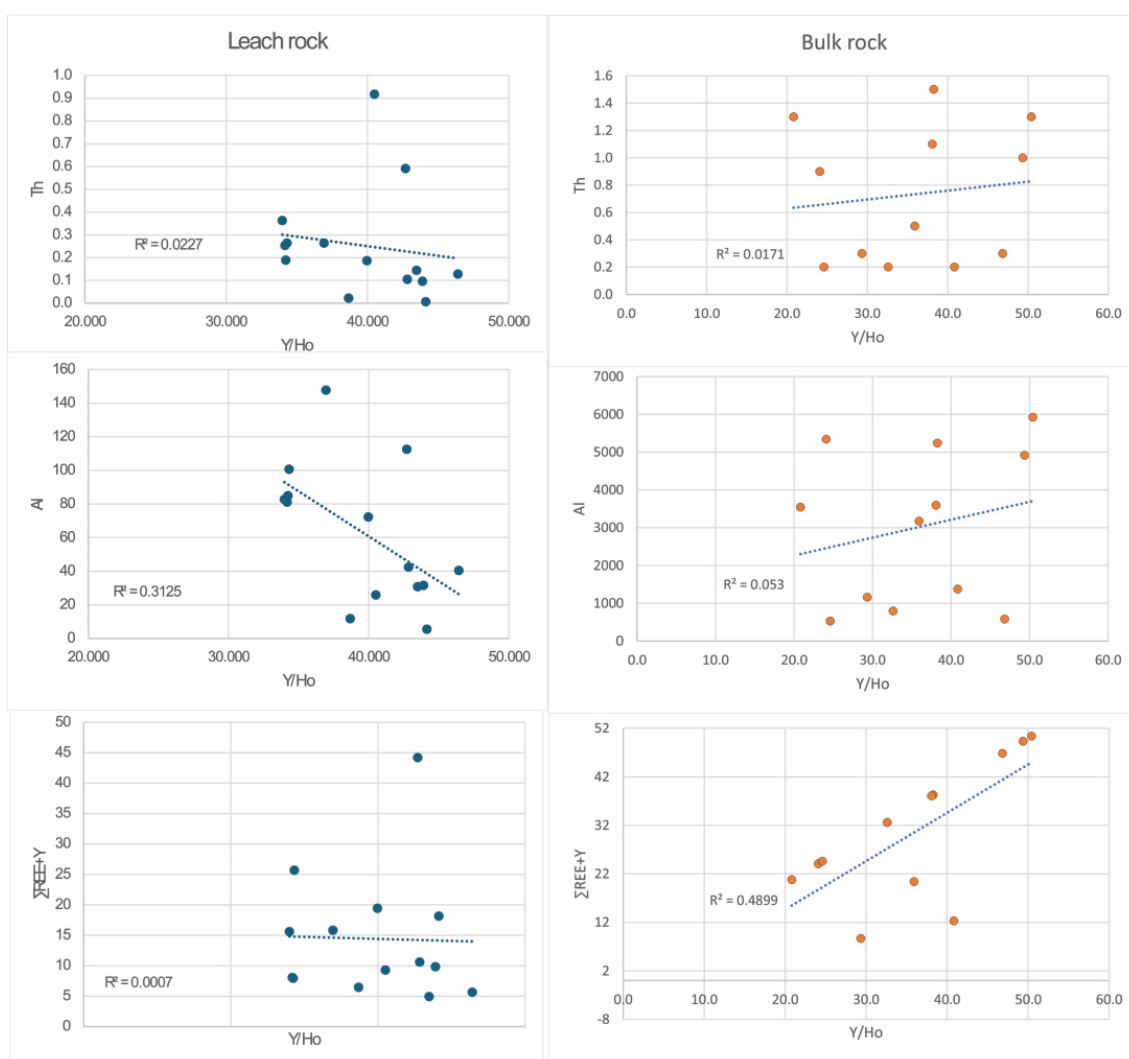 Leach rock
1.0
0.9
0.8
0.7
0.6
0.5
0.4
0.3
0.2
0.1
0.0
Th
R² = 0.0227
20.000 30.000 40.000 50.000
Y/Ho
Bulk rock
1.6
1.4
1.2
1.0
0.8
0.6
0.4
0.2
0.0
Th
R² = 0.0171
0.0 10.0 20.0 30.0 40.0 50.0 60.0
Y/Ho
160
140
120
100
80
60
40
20
0
Al
R² = 0.3125
20.000 30.000 40.000 50.000
Y/Ho
7000
6000
5000
4000
3000
2000
1000
0
Al
R² = 0.053
0.0 10.0 20.0 30.0 40.0 50.0 60.0
Y/Ho
50
45
40
35
30
25
20
15
10
5
0
∑REE+Y
R² = 0.0007
Y/Ho
52
42
32
22
12
2
-8
∑REE+Y
R² = 0.4899
0.0 10.0 20.0 30.0 40.0 50.0 60.0
Y/Ho